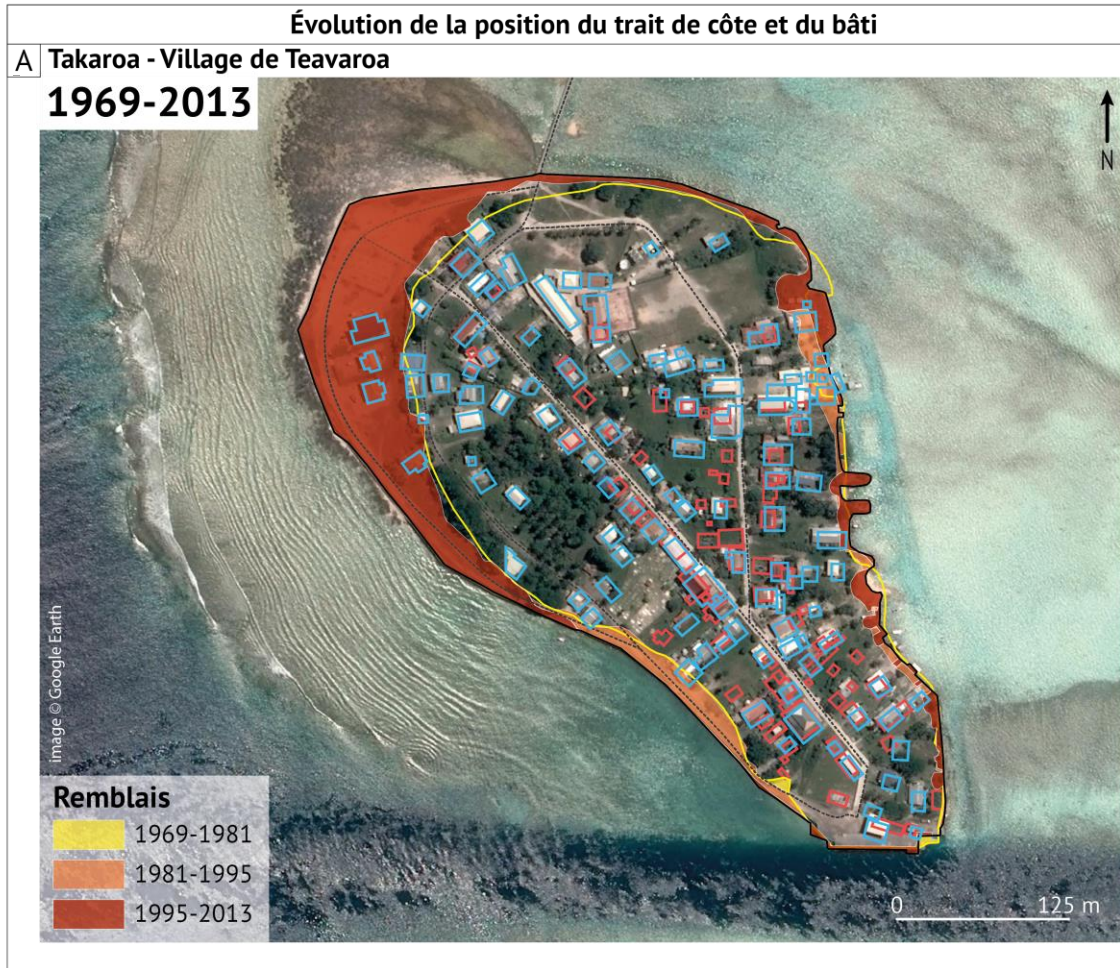 Évolution de la position du trait de côte et du bâti
A Takaroa - Village de Teavaroa
1969-2013
N
image © Google Earth
Remblais
1969-1981
1981-1995
1995-2013
0 125 m